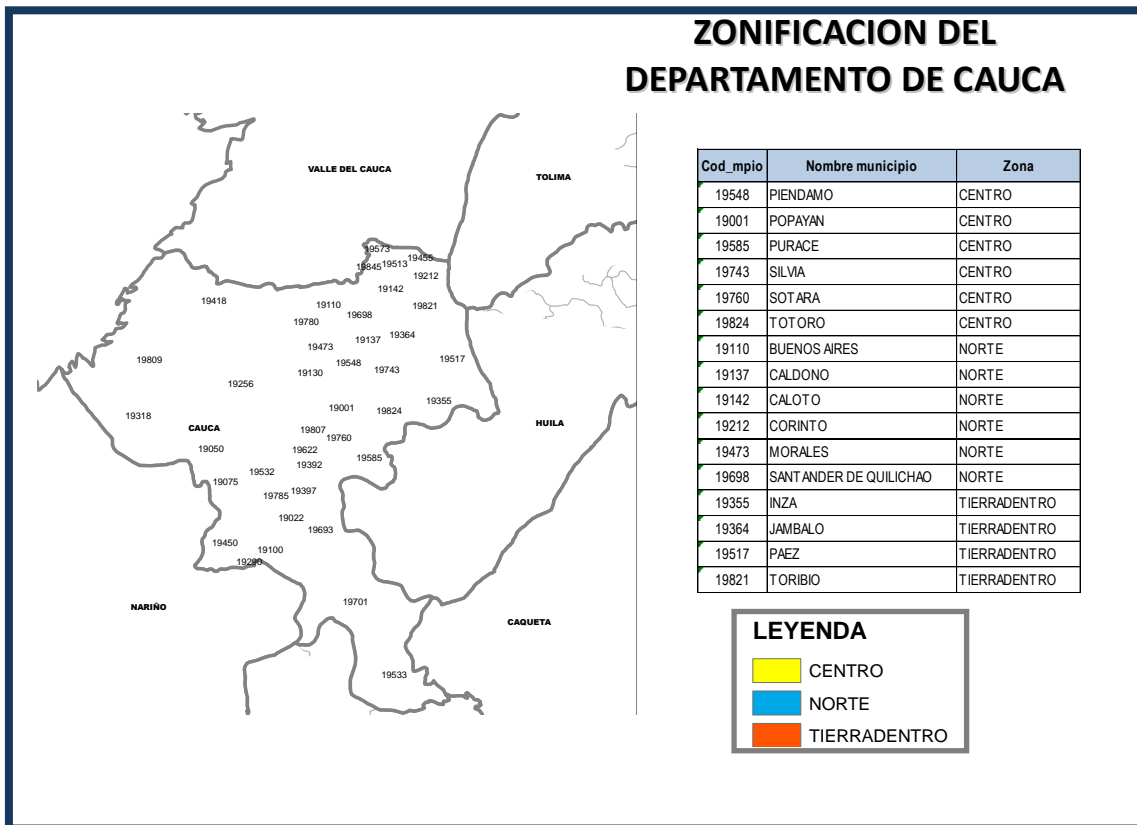 ZONIFICACION DEL
DEPARTAMENTO DE CAUCA
VALLE DEL CAUCA
TOLIMA
19573
19455
19845
19513
19212
19142
19418
19110
19821
19698
19780
19364
19137
19473
19517
19809
19548
19743
19130
19256
19355
19001
19824
19318
HUILA
CAUCA
19807
19760
19050
19622
19585
19392
19532
19075
19397
19785
19022
19693
19450
19100
19290
NARIÑO
19701
CAQUETA
19533
Cod_mpio Nombre municipio Zona
19548 PIENDAMO CENTRO
19001 POPAYAN CENTRO
19585 PURACE CENTRO
19743 SILVIA CENTRO
19760 SOTARA CENTRO
19824 TOTORO CENTRO
19110 BUENOS AIRES NORTE
19137 CALDONO NORTE
19142 CALOTO NORTE
19212 CORINTO NORTE
19473 MORALES NORTE
19698 SANTANDER DE QUILICHAO NORTE
19355 INZA TIERRADENTRO
19364 JAMBALO TIERRADENTRO
19517 PAEZ TIERRADENTRO
19821 TORIBIO TIERRADENTRO
LEYENDA
CENTRO
NORTE
TIERRADENTRO